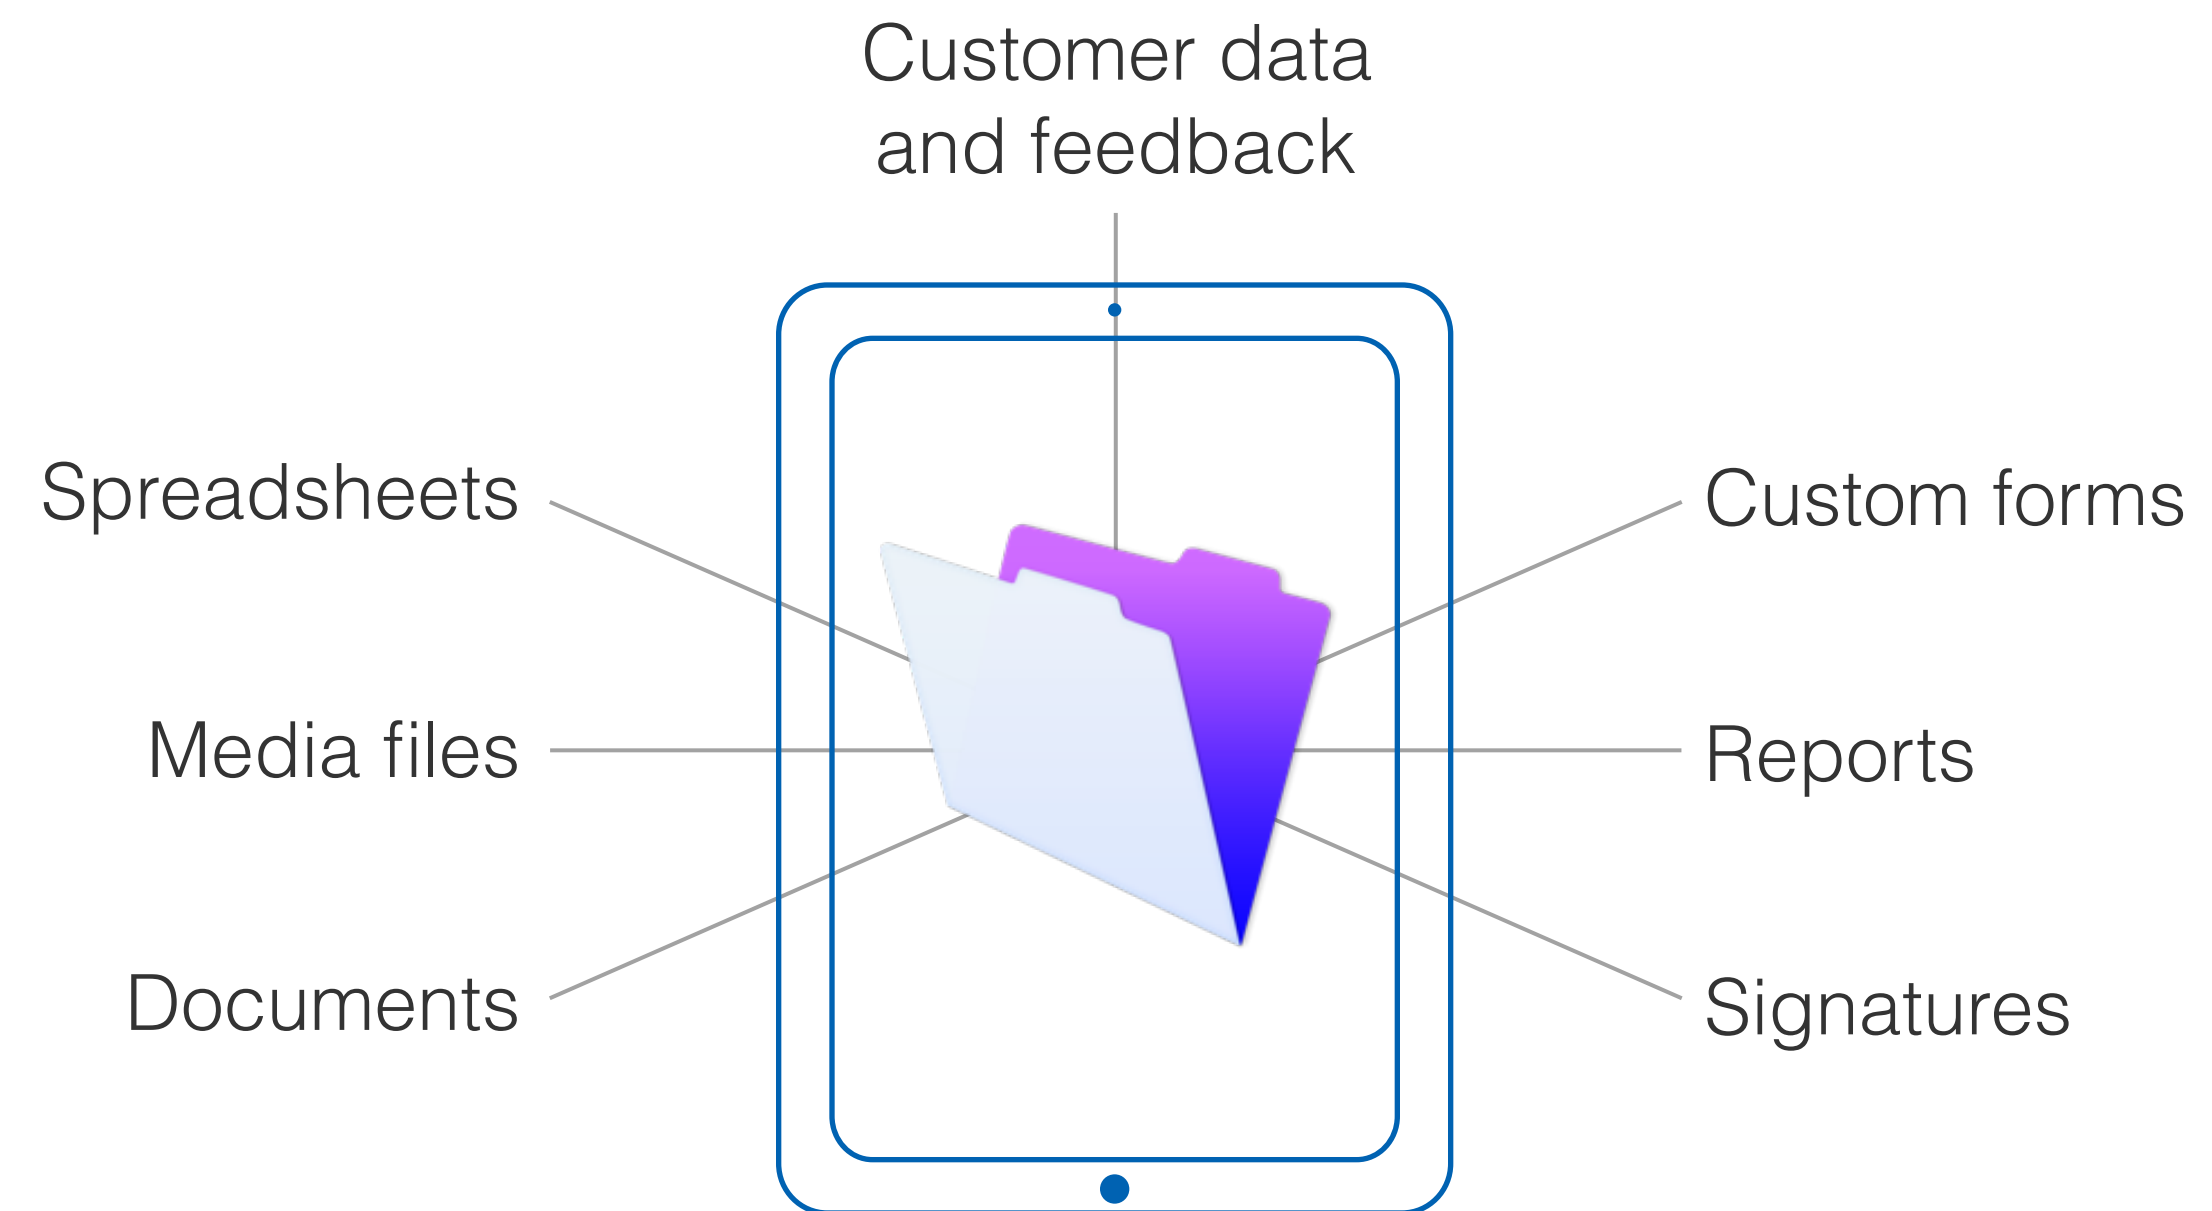 Customer data
and feedback
Spreadsheets
Custom forms
Media files
Reports
Documents
Signatures